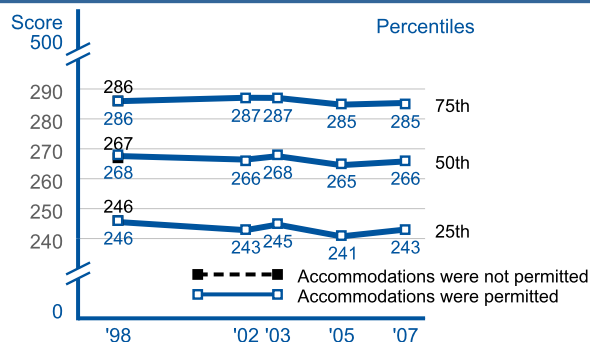 Score
500
Percentiles
286
290
286
287 287
285
285
75th
280
267
270
268
266 268
265
266
50th
260
246
250
246
243 245
241
243
25th
240
Accommodations were not permitted
Accommodations were permitted
0
'98 '02 '03 '05 '07